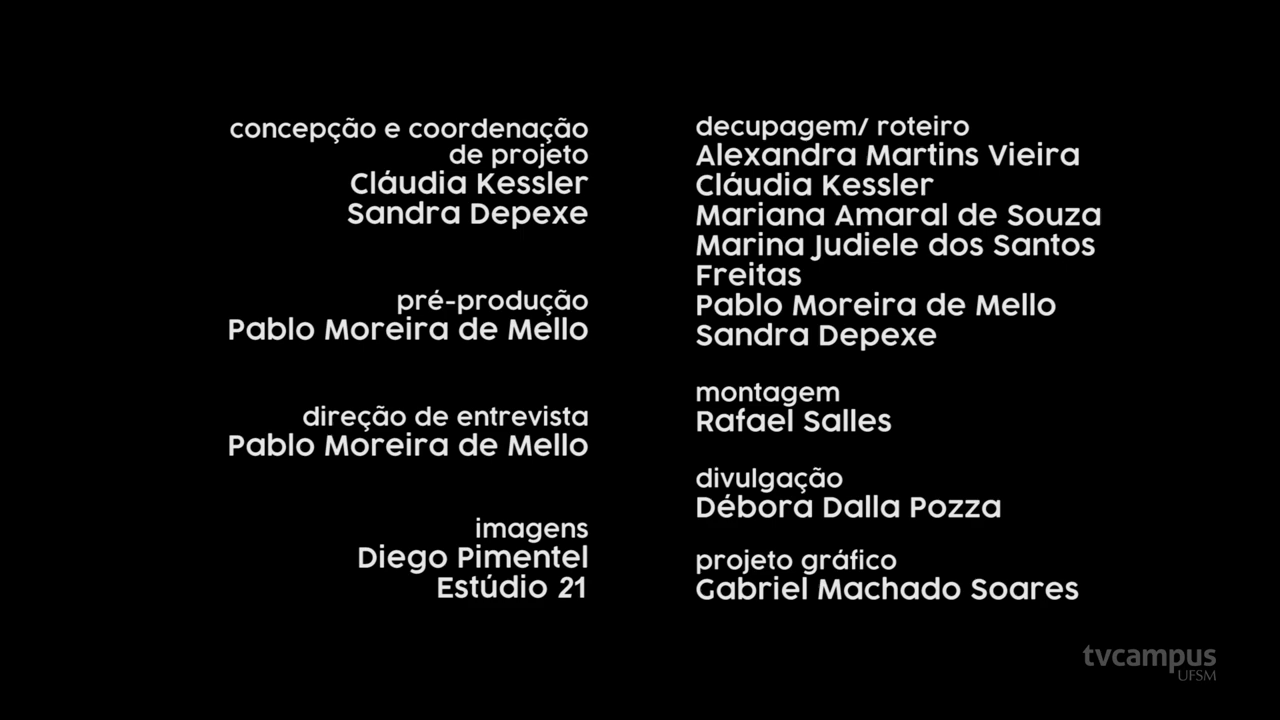 concepção e coordenação
de projeto
Cláudia Kessler
Sandra Depexe
pré-produção
Pablo Moreira de Mello
direção de entrevista
Pablo Moreira de Mello
imagens
Diego Pimentel
Estúdio 21
decupagem/ roteiro
Alexandra Martins Vieira
Cláudia Kessler
Mariana Amaral de Souza
Marina Judiele dos Santos
Freitas
Pablo Moreira de Mello
Sandra Depexe
montagem
Rafael Salles
divulgação
Débora Dalla Pozza
projeto gráfico
Gabriel Machado Soares
tvcampus
UFSM